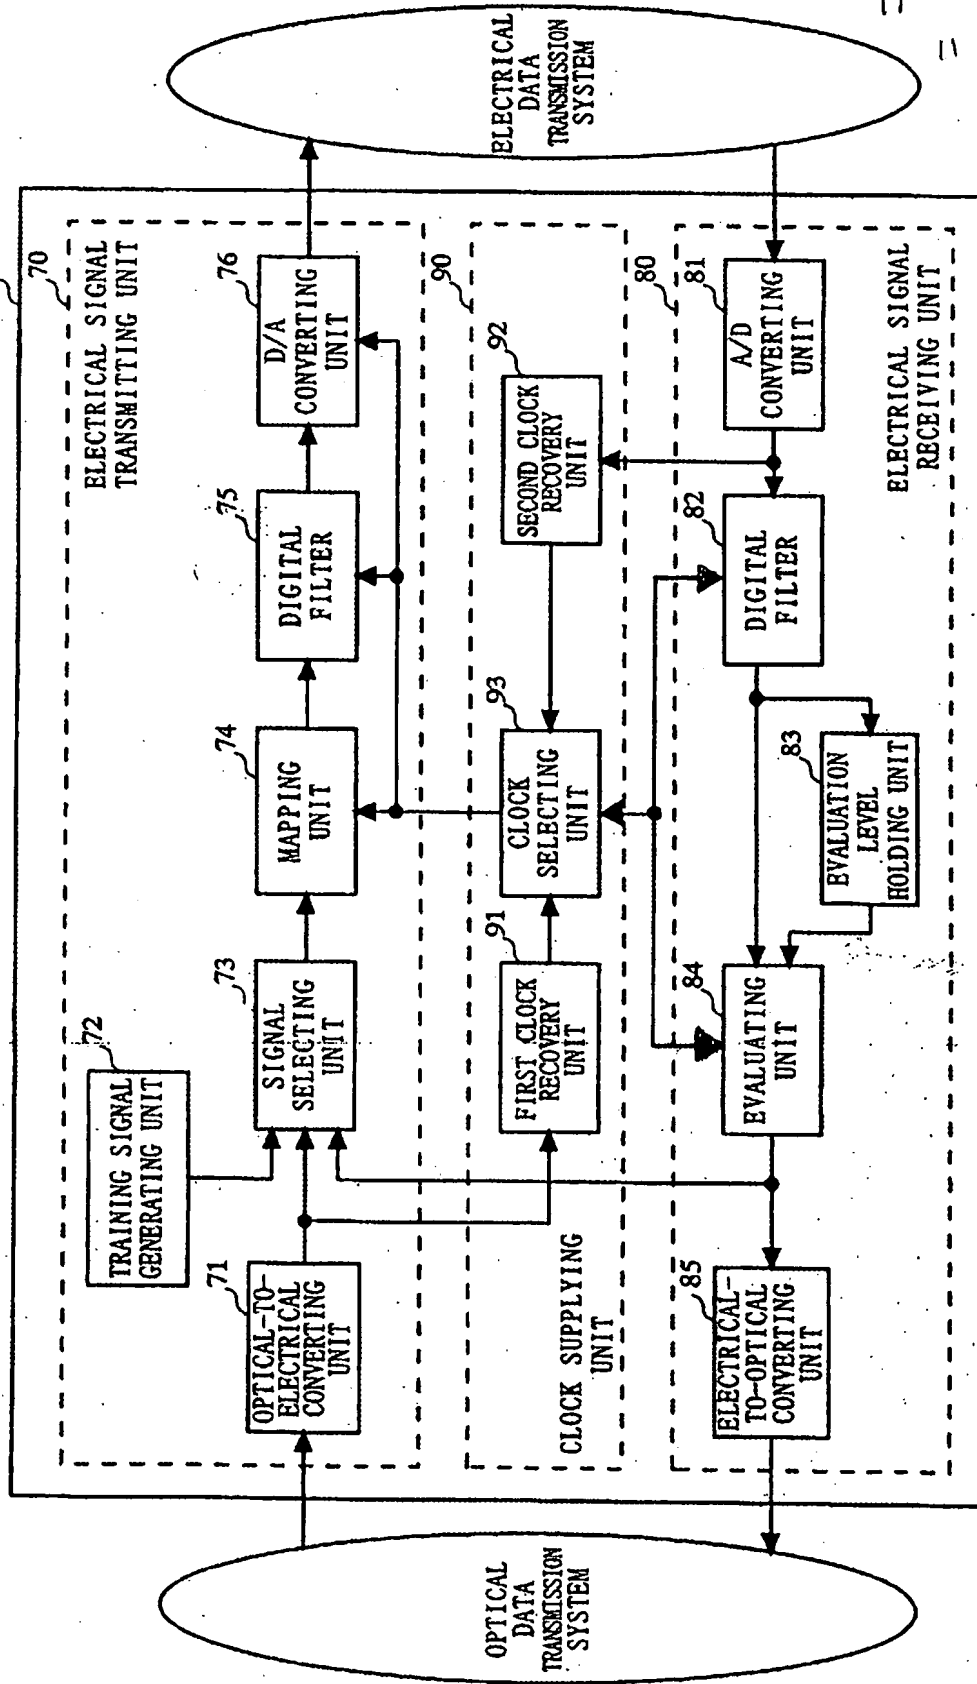 OPTICAL
DATA
TRANSMISSION
SYSTEM
70
ELECTRICAL SIGNAL
TRANSMITTING UNIT
71
OPTICAL-TO-
ELECTRICAL
CONVERTING
UNIT
72
TRAINING SIGNAL
GENERATING UNIT
73
SIGNAL
SELECTING
UNIT
74
MAPPING
UNIT
75
DIGITAL
FILTER
76
D/A
CONVERTING
UNIT
90
CLOCK SUPPLYING
UNIT
91
FIRST CLOCK
RECOVERY
UNIT
93
CLOCK
SELECTING
UNIT
92
SECOND CLOCK
RECOVERY
UNIT
80
85
ELECTRICAL-
TO-OPTICAL
CONVERTING
UNIT
84
EVALUATING
UNIT
83
EVALUATION
LEVEL
HOLDING UNIT
82
DIGITAL
FILTER
81
A/D
CONVERTING
UNIT
ELECTRICAL SIGNAL
RECEIVING UNIT
ELECTRICAL
DATA
TRANSMISSION
SYSTEM